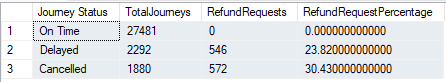 Journey Status TotalJourneys RefundRequests RefundRequestPercentage
1 On Time 27481 0 0.000000000000
2 Delayed 2292 546 23.820000000000
3 Cancelled 1880 572 30.430000000000